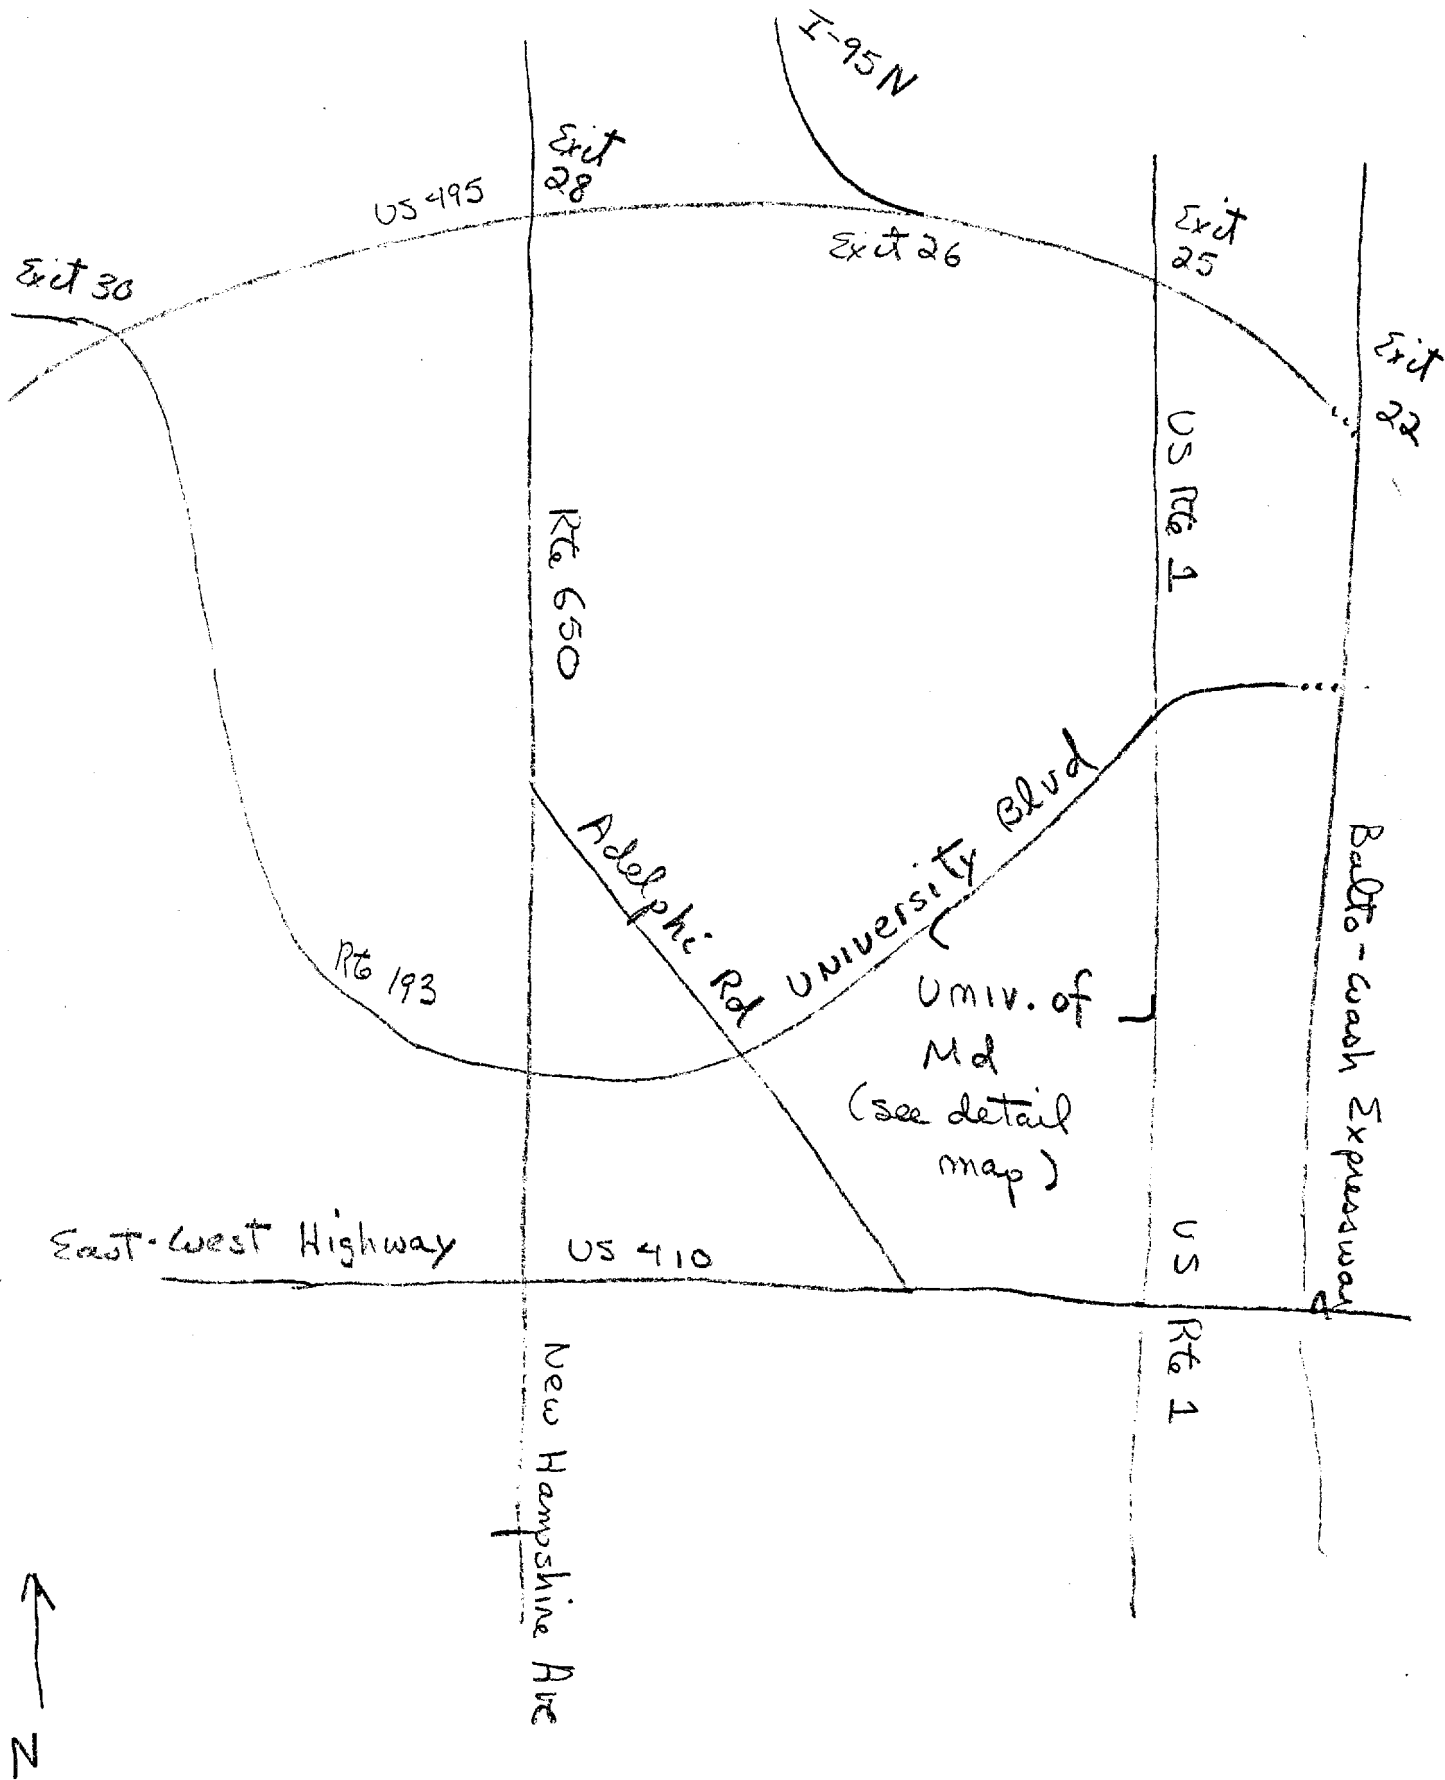 I-95N
Exit
28
US 495
Exit
25
Exit 26
Exit 30
Exit
22
US Rte 1
Rte 650
Adelphi Rd
University Blvd
Balto-Wash Expressway
Rte 193
Univ. of
Md
(see detail
map)
East-West Highway
US 410
US
Rte 1
New Hampshire Ave
N